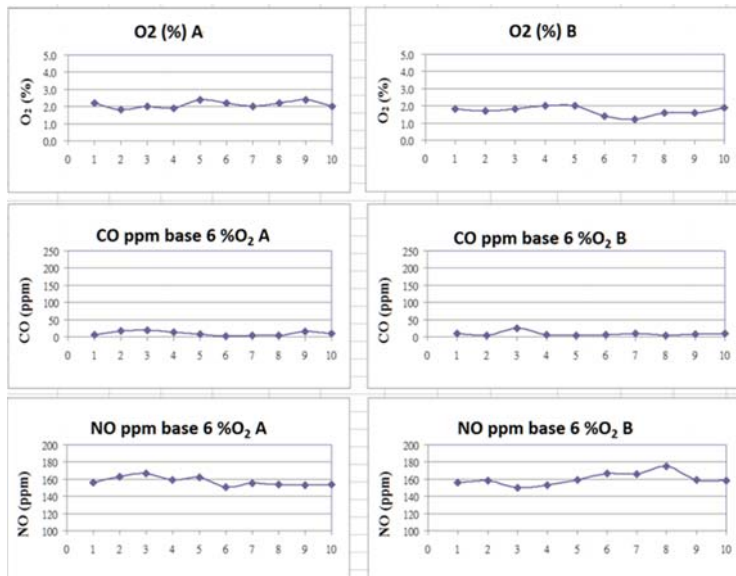 O2 (%) A
O₂ (%)
5.0
4.0
3.0
2.0
1.0
0.0
0 1 2 3 4 5 6 7 8 9 10
O2 (%) B
O₂ (%)
5.0
4.0
3.0
2.0
1.0
0.0
0 1 2 3 4 5 6 7 8 9 10
CO ppm base 6 %O₂ A
CO (ppm)
250
200
150
100
50
0
0 1 2 3 4 5 6 7 8 9 10
CO ppm base 6 %O₂ B
CO (ppm)
250
200
150
100
50
0
0 1 2 3 4 5 6 7 8 9 10
NO ppm base 6 %O₂ A
NO (ppm)
200
180
160
140
120
100
0 1 2 3 4 5 6 7 8 9 10
NO ppm base 6 %O₂ B
NO (ppm)
200
180
160
140
120
100
0 1 2 3 4 5 6 7 8 9 10